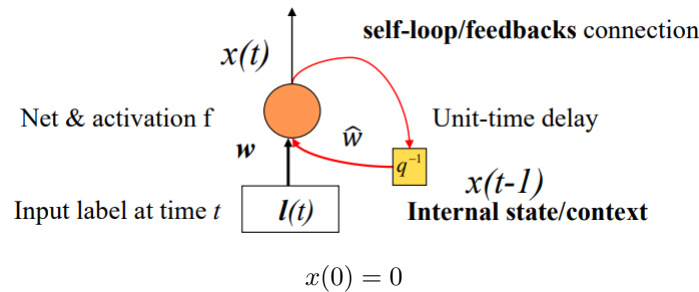 self-loop/feedbacks connection
x(t)
Net & activation f
ŵ
Unit-time delay
w
q⁻¹
x(t-1)
Input label at time t
l(t)
Internal state/context
x(0) = 0